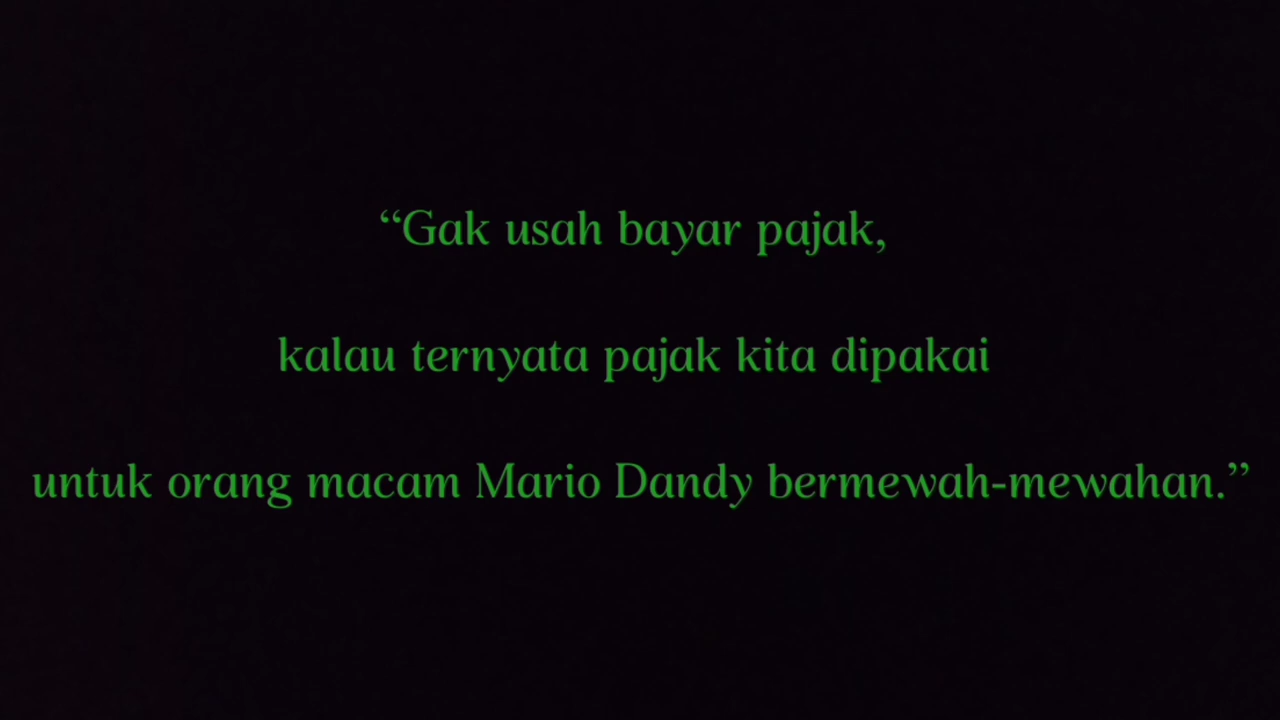 “Gak usah bayar pajak,
kalau ternyata pajak kita dipakai
untuk orang macam Mario Dandy bermewah-mewahan.”